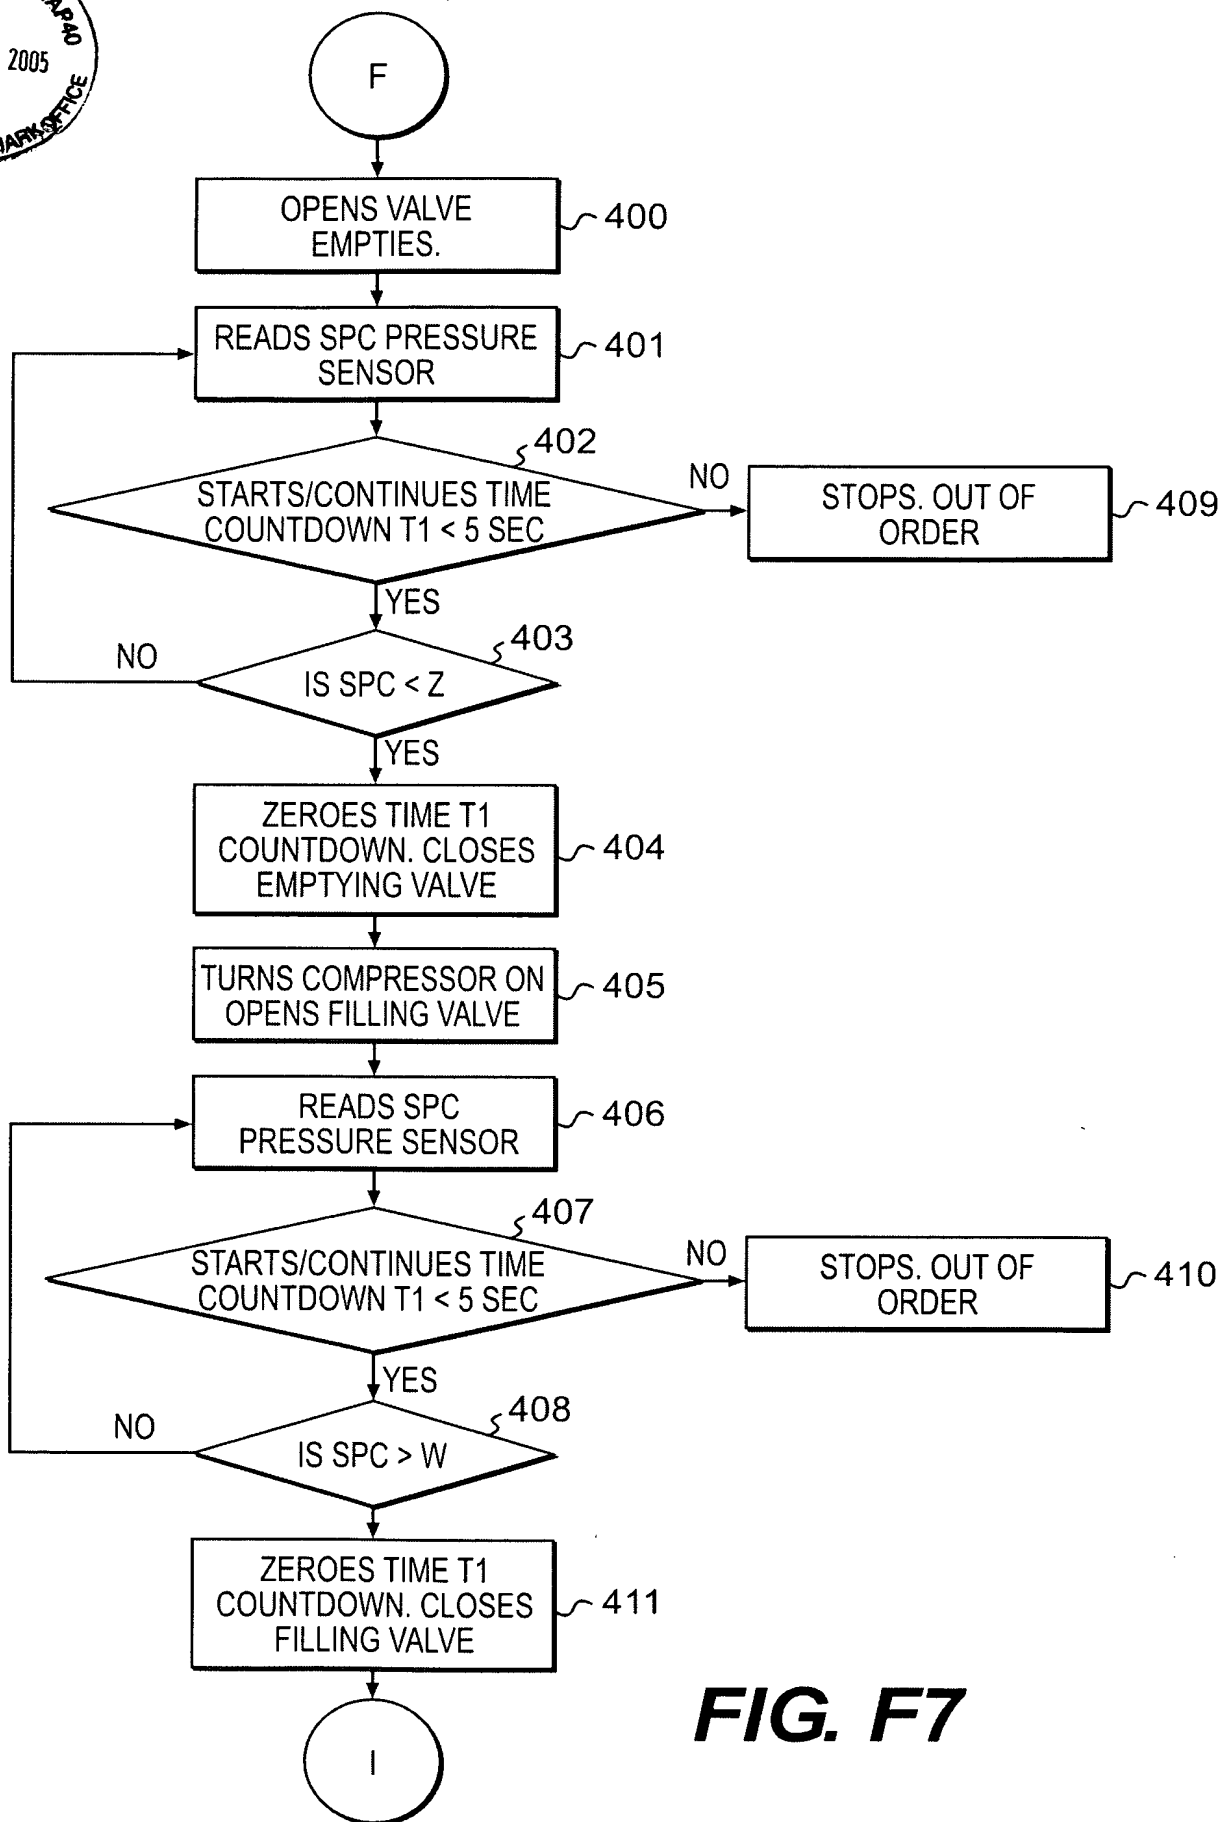 AP40
2005
MARK OFFICE
F
OPENS VALVE
EMPTIES.
400
READS SPC PRESSURE
SENSOR
401
402
STARTS/CONTINUES TIME
COUNTDOWN T1 < 5 SEC
NO
STOPS. OUT OF
ORDER
409
YES
403
NO
IS SPC < Z
YES
ZEROES TIME T1
COUNTDOWN. CLOSES
EMPTYING VALVE
404
TURNS COMPRESSOR ON
OPENS FILLING VALVE
405
READS SPC
PRESSURE SENSOR
406
407
STARTS/CONTINUES TIME
COUNTDOWN T1 < 5 SEC
NO
STOPS. OUT OF
ORDER
410
YES
408
NO
IS SPC > W
ZEROES TIME T1
COUNTDOWN. CLOSES
FILLING VALVE
411
I
FIG. F7